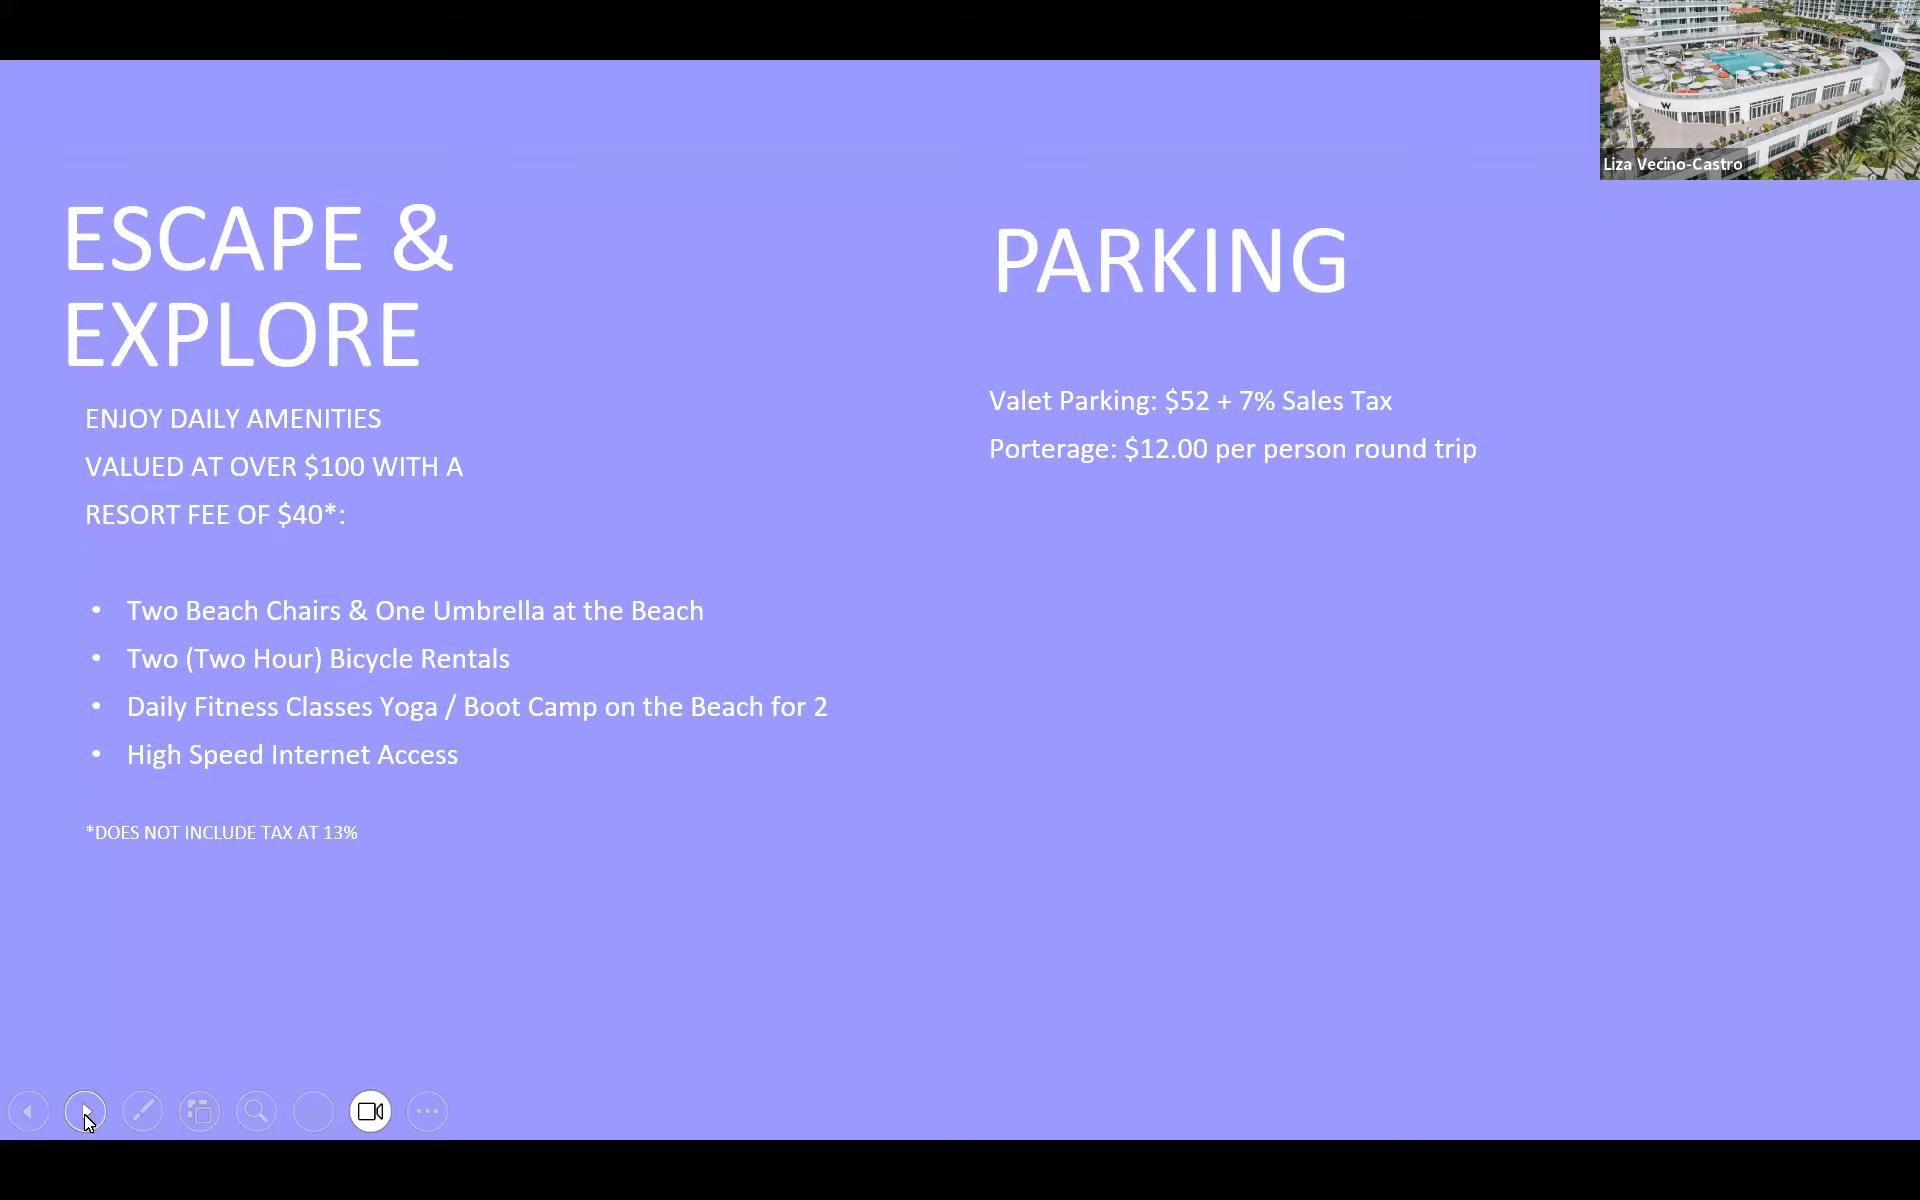 ESCAPE &
EXPLORE
ENJOY DAILY AMENITIES
VALUED AT OVER $100 WITH A
RESORT FEE OF $40*:
• Two Beach Chairs & One Umbrella at the Beach
• Two (Two Hour) Bicycle Rentals
• Daily Fitness Classes Yoga / Boot Camp on the Beach for 2
• High Speed Internet Access
*DOES NOT INCLUDE TAX AT 13%
PARKING
Valet Parking: $52 + 7% Sales Tax
Porterage: $12.00 per person round trip
W
W
Liza Vecino-Castro